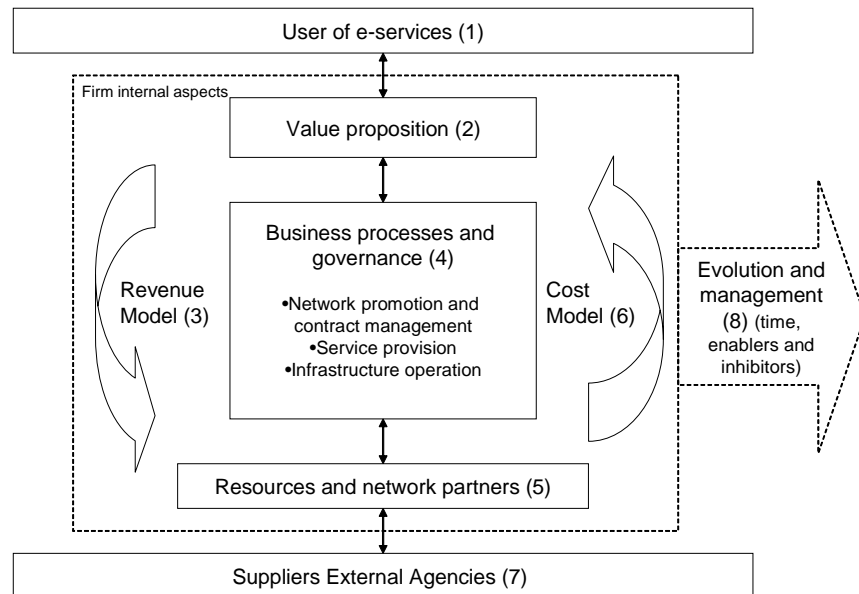 User of e-services (1)
Firm internal aspects
Value proposition (2)
Business processes and
governance (4)
•Network promotion and
contract management
•Service provision
•Infrastructure operation
Revenue
Model (3)
Cost
Model (6)
Evolution and
management
(8) (time,
enablers and
inhibitors)
Resources and network partners (5)
Suppliers External Agencies (7)